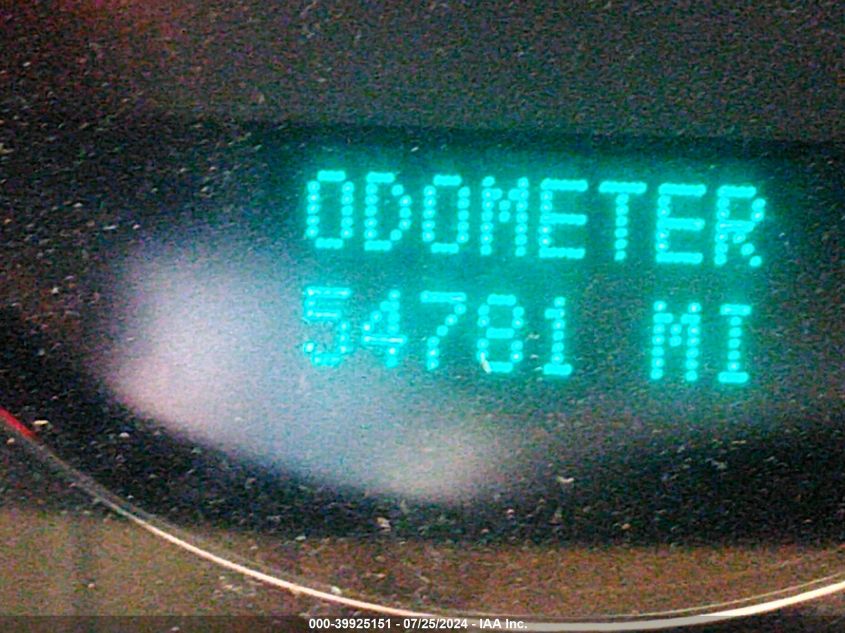 ODOMETER
54781 MI
000-39925151 - 07/25/2024 - IAA Inc.